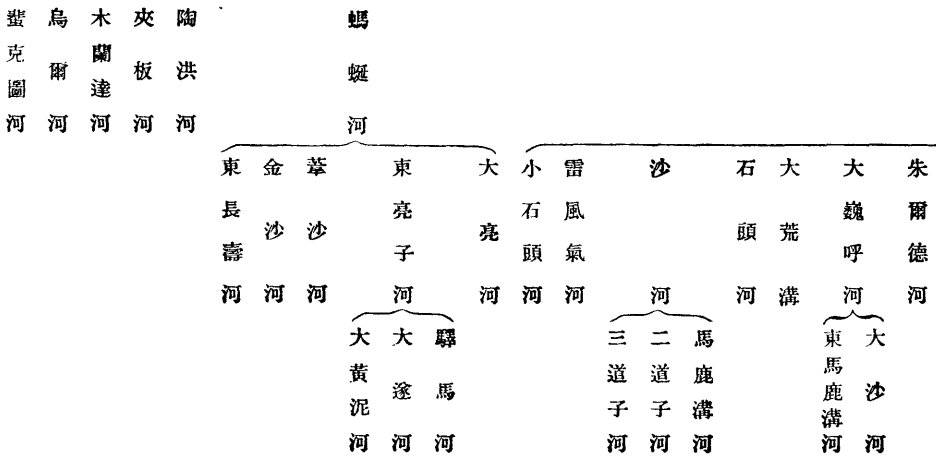 螞蜒河
陶洪河
夾板河
木蘭達河
烏爾河
蜚克圖河
朱爾德河
大巍呼河
大荒溝
石頭河
沙河
雷風氣河
小石頭河
大亮河
東亮子河
葦沙河
金沙河
東長壽河
大沙河
東馬鹿溝河
馬鹿溝河
二道子河
三道子河
驛馬河
大河
大黃泥河